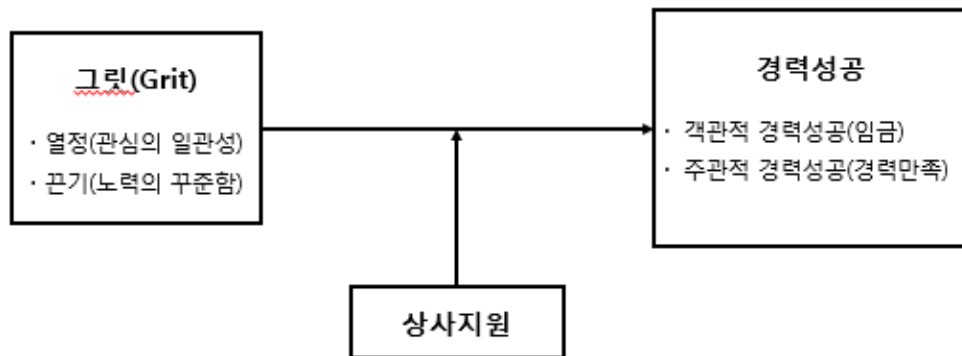 그릿(Grit)
· 열정(관심의 일관성)
· 끈기(노력의 꾸준함)
경력성공
· 객관적 경력성공(임금)
· 주관적 경력성공(경력만족)
상사지원